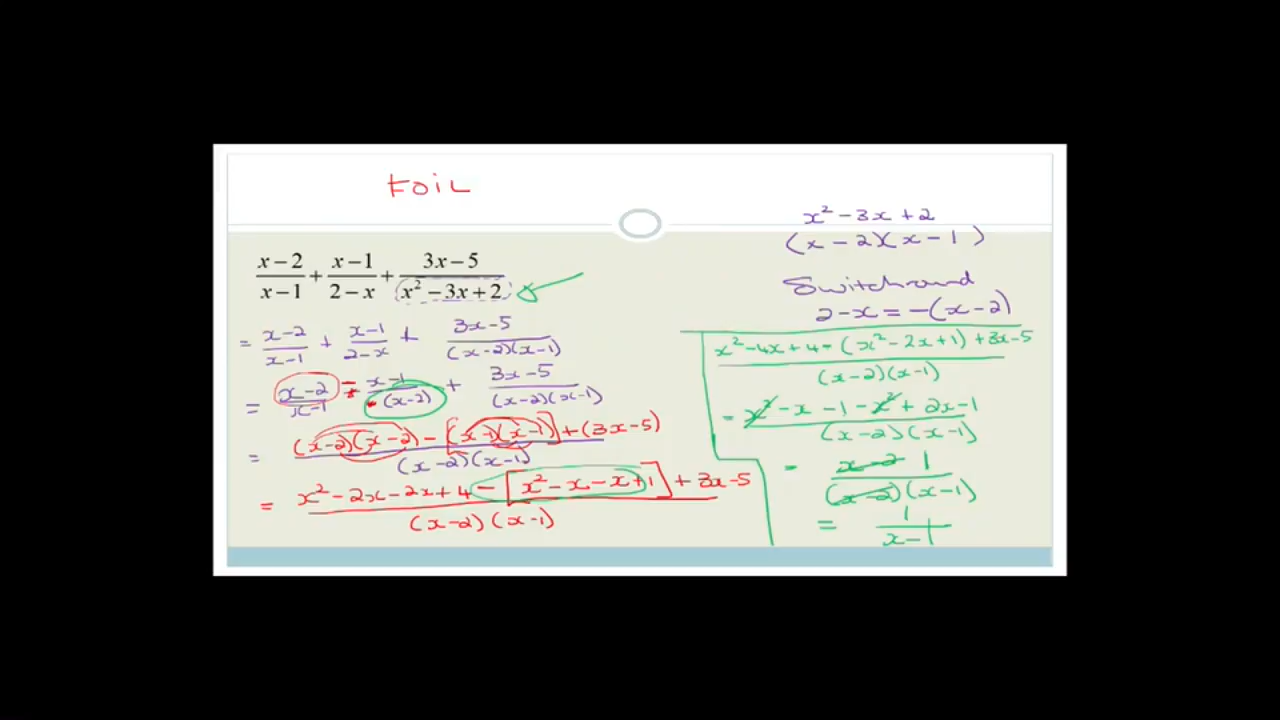 FOIL
x² - 3x + 2
(x - 2)(x - 1)
Switchround
2 - x = -(x - 2)
(x-2)/(x-1) + (x-1)/(2-x) + (3x-5)/(x² - 3x + 2)
= (x-2)/(x-1) + (x-1)/(2-x) + (3x-5)/((x-2)(x-1))
= (x-2)/(x-1) - (x-1)/(x-2) + (3x-5)/((x-2)(x-1))
= ((x-2)(x-2) - [(x-1)(x-1)] + (3x-5))/((x-2)(x-1))
= (x² - 2x - 2x + 4 - [x² - x - x + 1] + 3x - 5)/((x-2)(x-1))
(x² - 4x + 4 - (x² - 2x + 1) + 3x - 5)/((x-2)(x-1))
= (x² - x - 1 - x² + 2x - 1)/((x-2)(x-1))
= (x-2) 1/((x-2)(x-1))
= 1/(x-1)